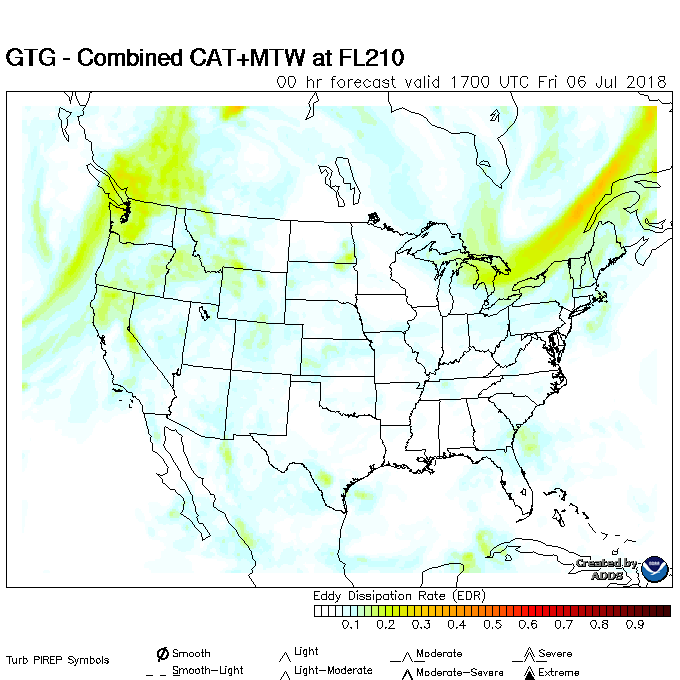 GTG - Combined CAT+MTW at FL210
00 hr forecast valid 1700 UTC Fri 06 Jul 2018
Created by
ADDS
Eddy Dissipation Rate (EDR)
0.1 0.2 0.3 0.4 0.5 0.6 0.7 0.8 0.9
Turb PIREP Symbols
Smooth Light Moderate Severe
Smooth-Light Light-Moderate Moderate-Severe Extreme